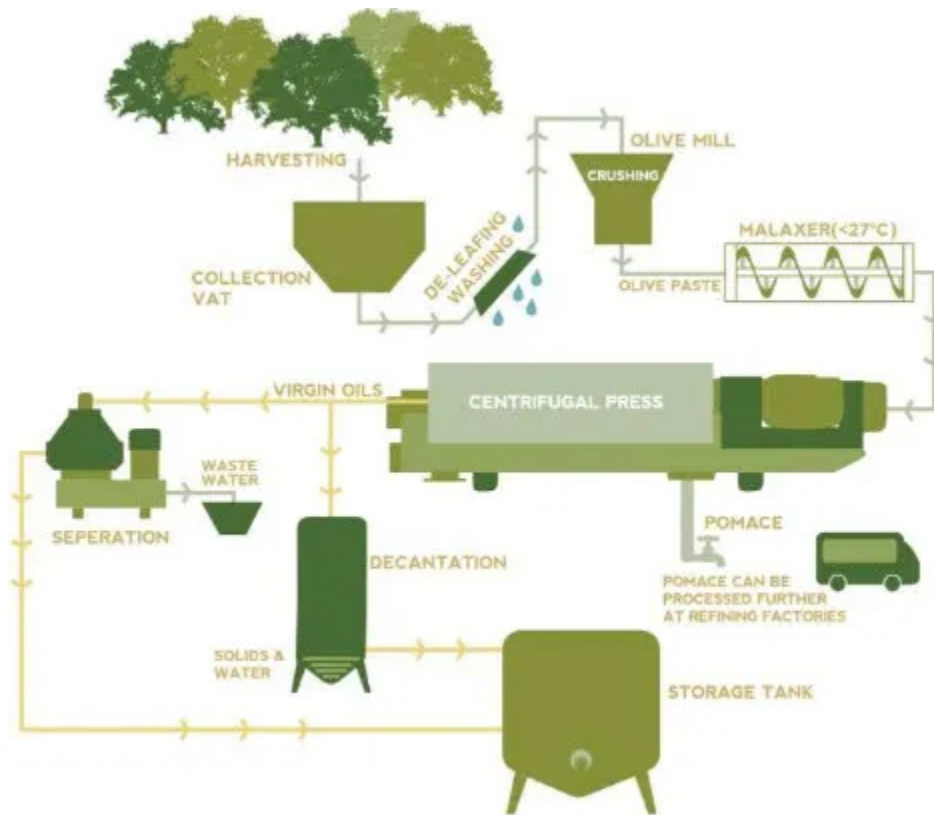 HARVESTING
COLLECTION
VAT
DE-LEAFING
WASHING
OLIVE MILL
CRUSHING
OLIVE PASTE
MALAXER(<27°C)
CENTRIFUGAL PRESS
VIRGIN OILS
WASTE
WATER
SEPERATION
DECANTATION
SOLIDS &
WATER
POMACE
POMACE CAN BE
PROCESSED FURTHER
AT REFINING FACTORIES
STORAGE TANK